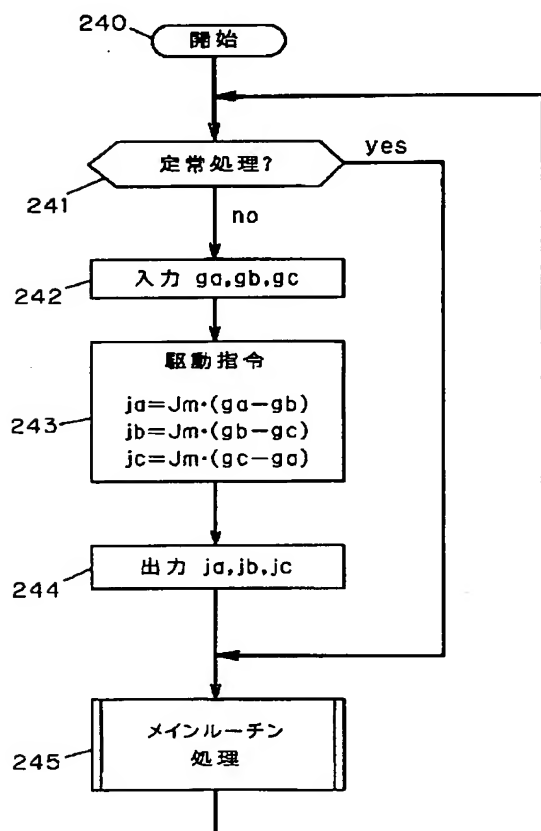 240
開始
定常処理?
yes
241
no
入力 ga,gb,gc
242
駆動指令
ja=Jm・(ga-gb)
jb=Jm・(gb-gc)
jc=Jm・(gc-ga)
243
出力 ja,jb,jc
244
メインルーチン
処理
245